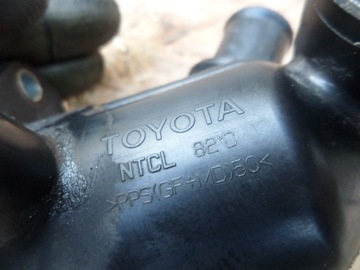 TOYOTA
NTCL 82°C
>PPS(GF+MD)60<